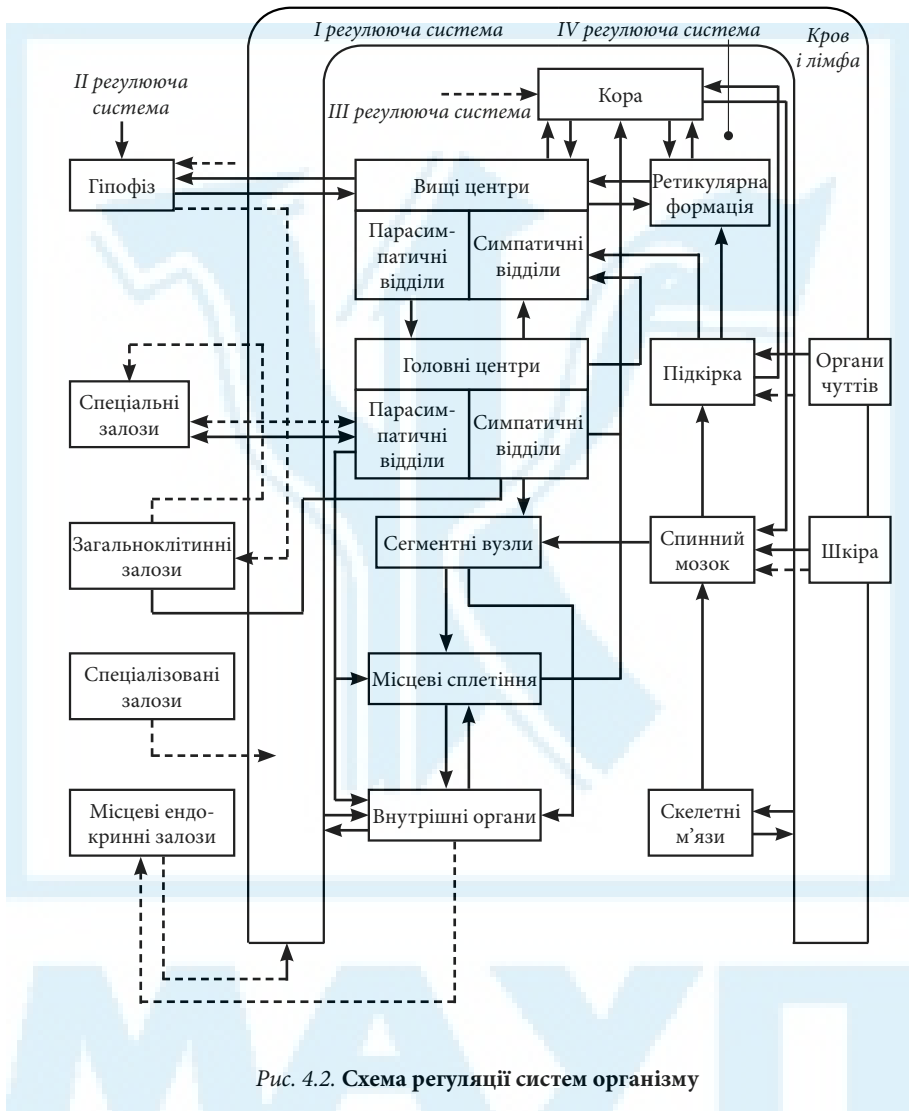 I регулююча система
IV регулююча система
Кров
і лімфа
II регулююча
система
III регулююча система
Кора
Гіпофіз
Вищі центри
Ретикулярна
формація
Парасим-
патичні
відділи
Симпатичні
відділи
Головні центри
Підкірка
Органи
чуттів
Спеціальні
залози
Парасим-
патичні
відділи
Симпатичні
відділи
Загальноклітинні
залози
Сегментні вузли
Спинний
мозок
Шкіра
Спеціалізовані
залози
Місцеві сплетіння
Місцеві ендо-
кринні залози
Внутрішні органи
Скелетні
м’язи
МАУП
Рис. 4.2. Схема регуляції систем організму